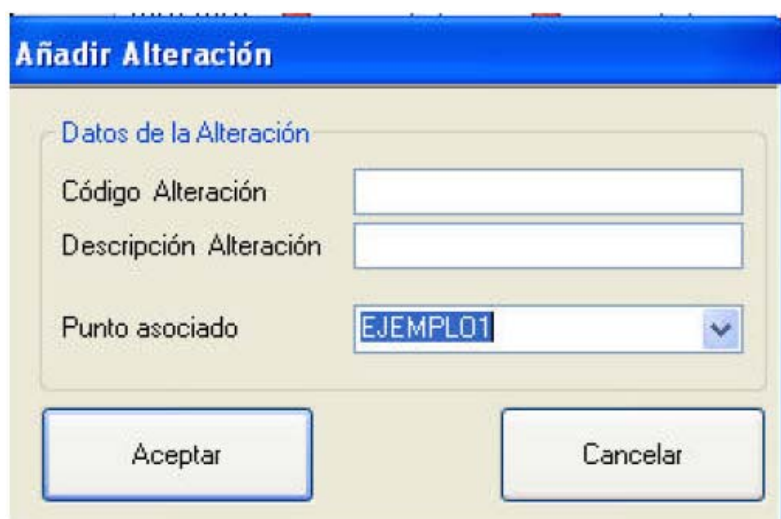 Añadir Alteración
Datos de la Alteración
Código Alteración
Descripción Alteración
Punto asociado EJEMPLO1
Aceptar Cancelar